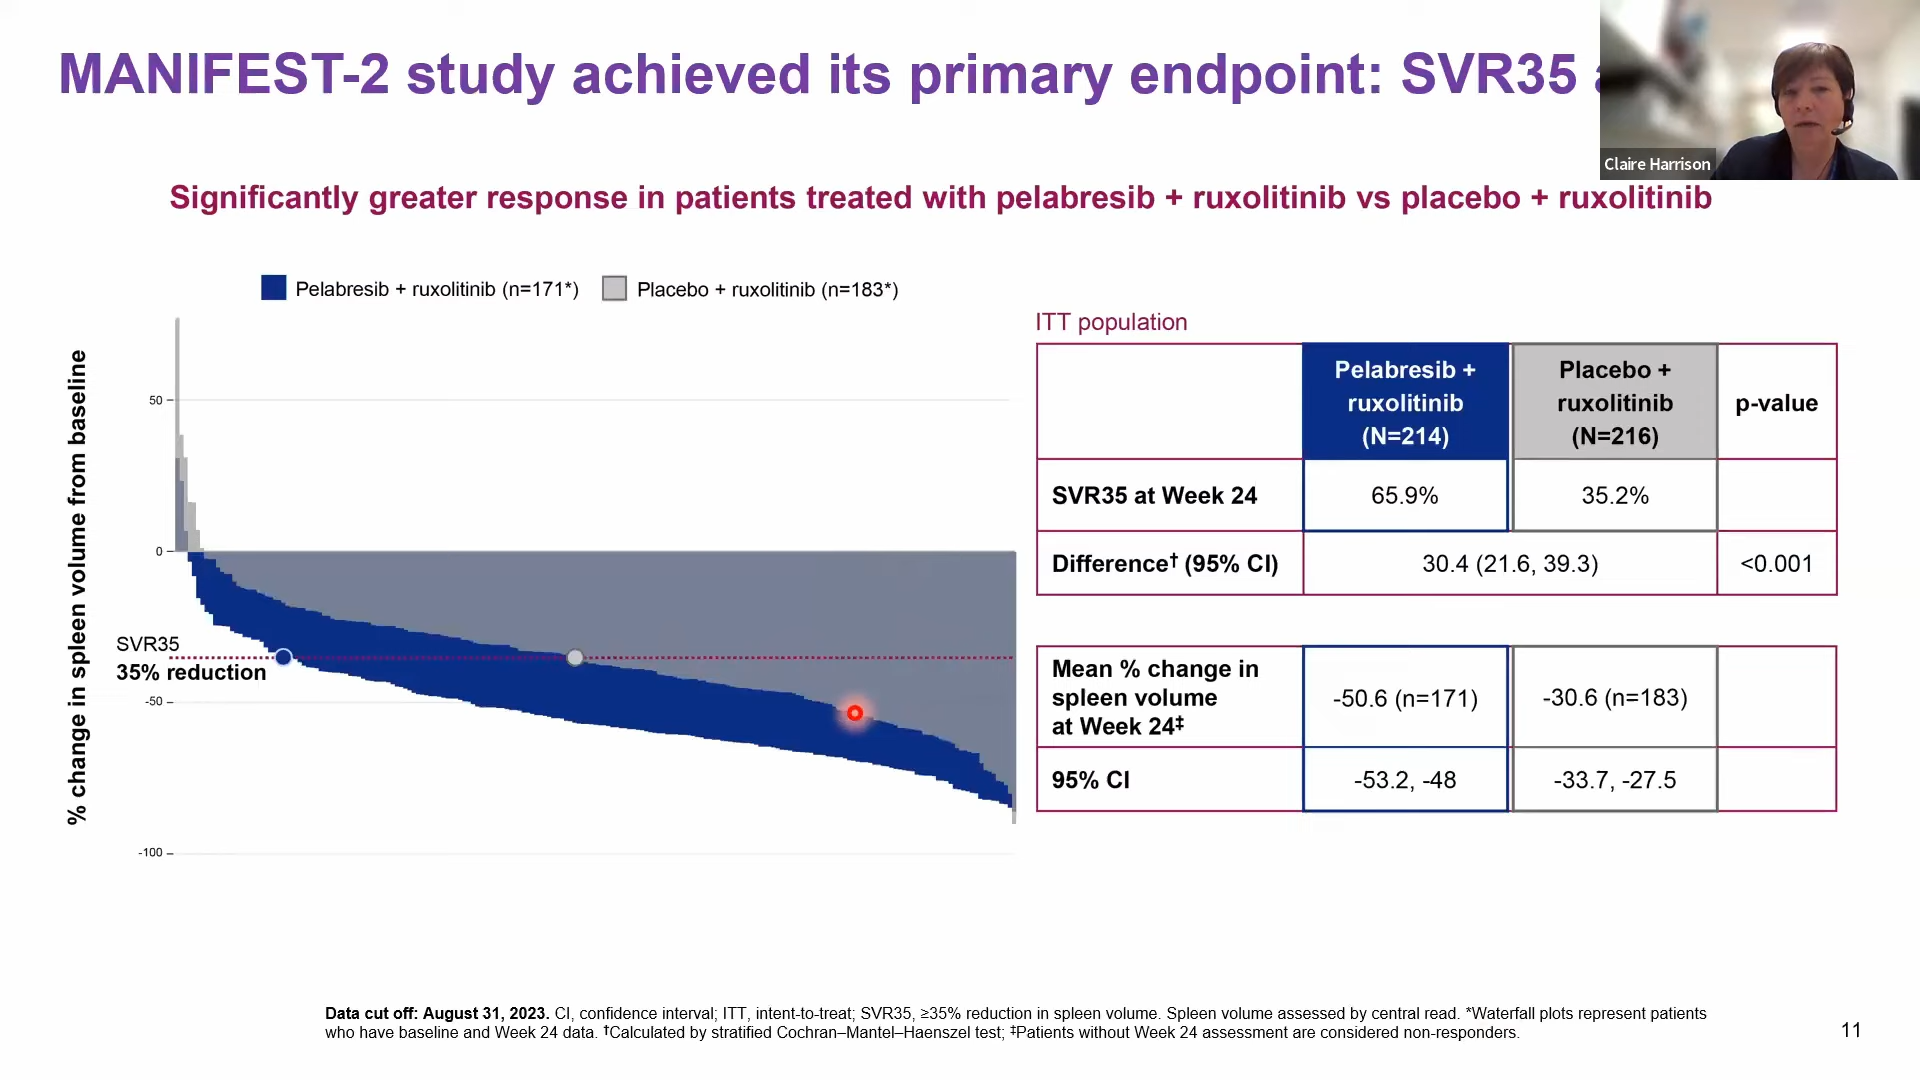 MANIFEST-2 study achieved its primary endpoint: SVR35
Claire Harrison
Significantly greater response in patients treated with pelabresib + ruxolitinib vs placebo + ruxolitinib
Pelabresib + ruxolitinib (n=171*)
Placebo + ruxolitinib (n=183*)
% change in spleen volume from baseline
50
0
SVR35
35% reduction
-50
-100
ITT population
Pelabresib +
ruxolitinib
(N=214)
Placebo +
ruxolitinib
(N=216)
p-value
SVR35 at Week 24
65.9%
35.2%
Difference† (95% CI)
30.4 (21.6, 39.3)
<0.001
Mean % change in
spleen volume
at Week 24‡
-50.6 (n=171)
-30.6 (n=183)
95% CI
-53.2, -48
-33.7, -27.5
Data cut off: August 31, 2023. CI, confidence interval; ITT, intent-to-treat; SVR35, ≥35% reduction in spleen volume. Spleen volume assessed by central read. *Waterfall plots represent patients
who have baseline and Week 24 data. †Calculated by stratified Cochran–Mantel–Haenszel test; ‡Patients without Week 24 assessment are considered non-responders.
11